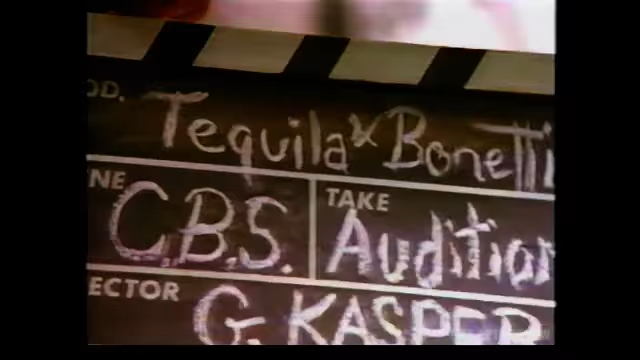 OD. Tequila & Bonetti
NE C.B.S. TAKE Audition
ECTOR G. KASPER